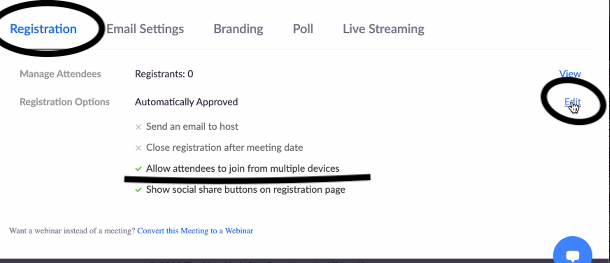 Registration Email Settings Branding Poll Live Streaming
Manage Attendees Registrants: 0 View
Registration Options Automatically Approved Edit
× Send an email to host
× Close registration after meeting date
✓ Allow attendees to join from multiple devices
✓ Show social share buttons on registration page
Want a webinar instead of a meeting? Convert this Meeting to a Webinar